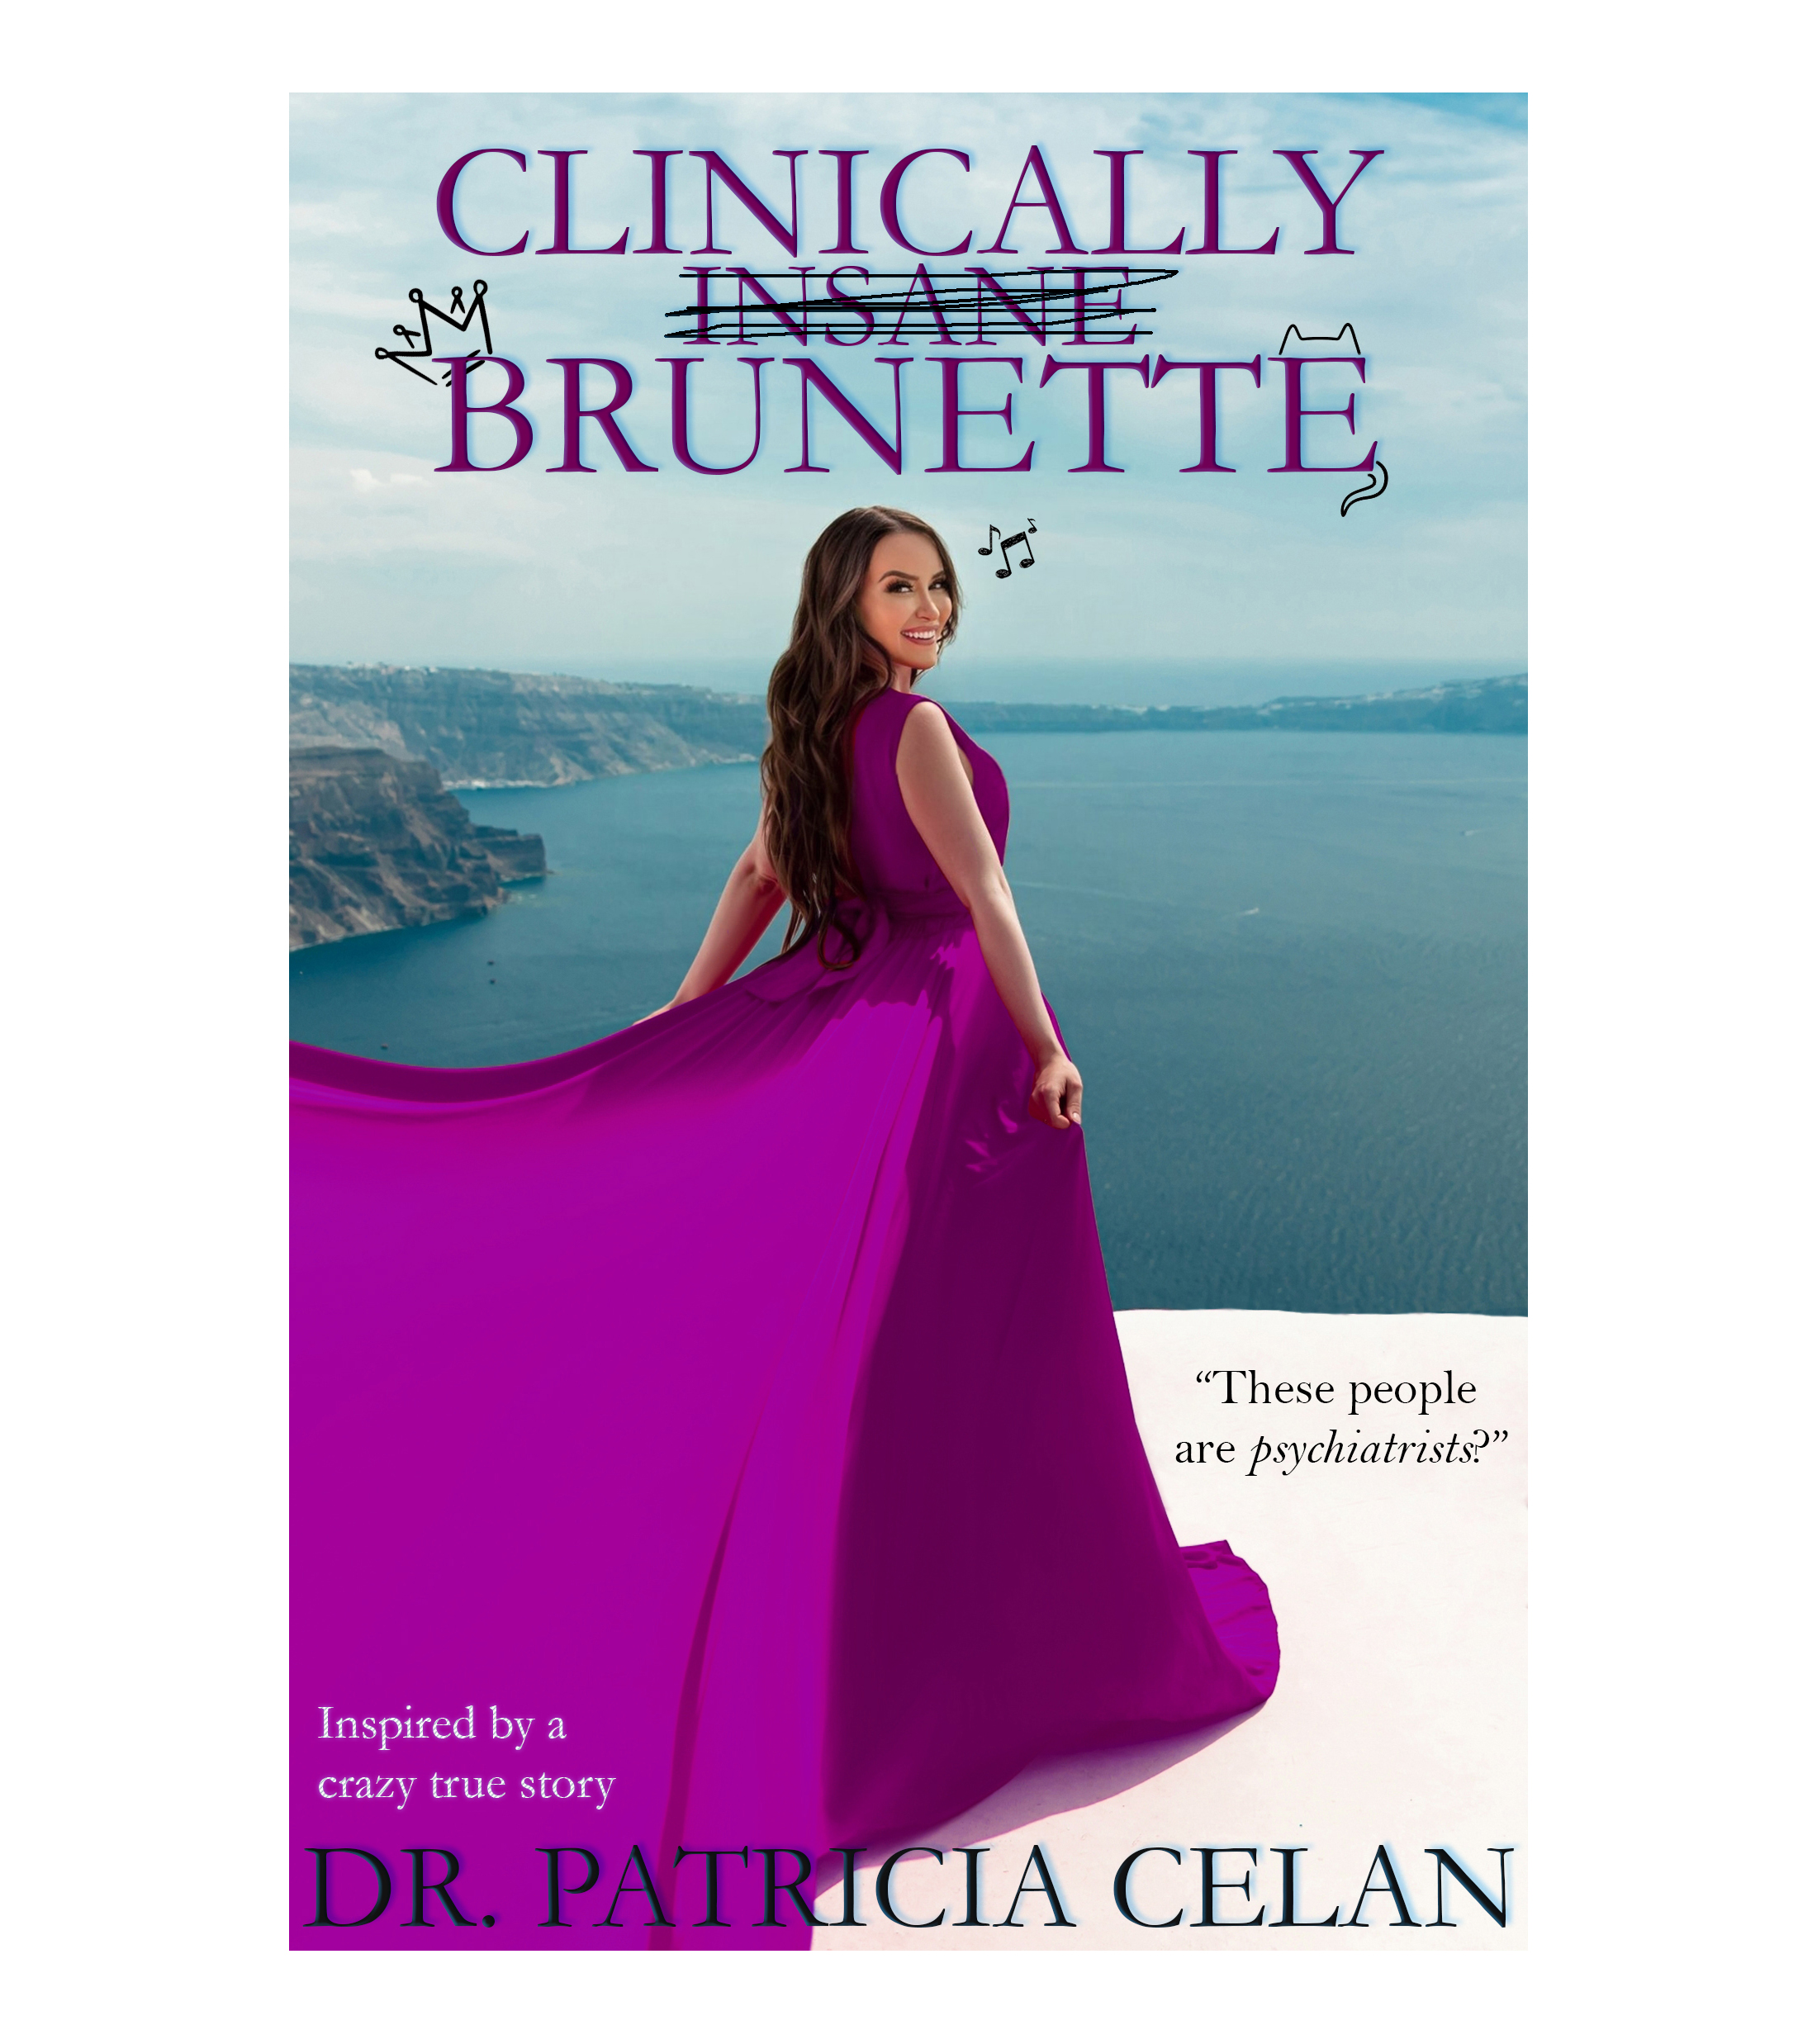 CLINICALLY
INSANE
BRUNETTE
“These people
are psychiatrists?”
Inspired by a
crazy true story
DR. PATRICIA CELAN